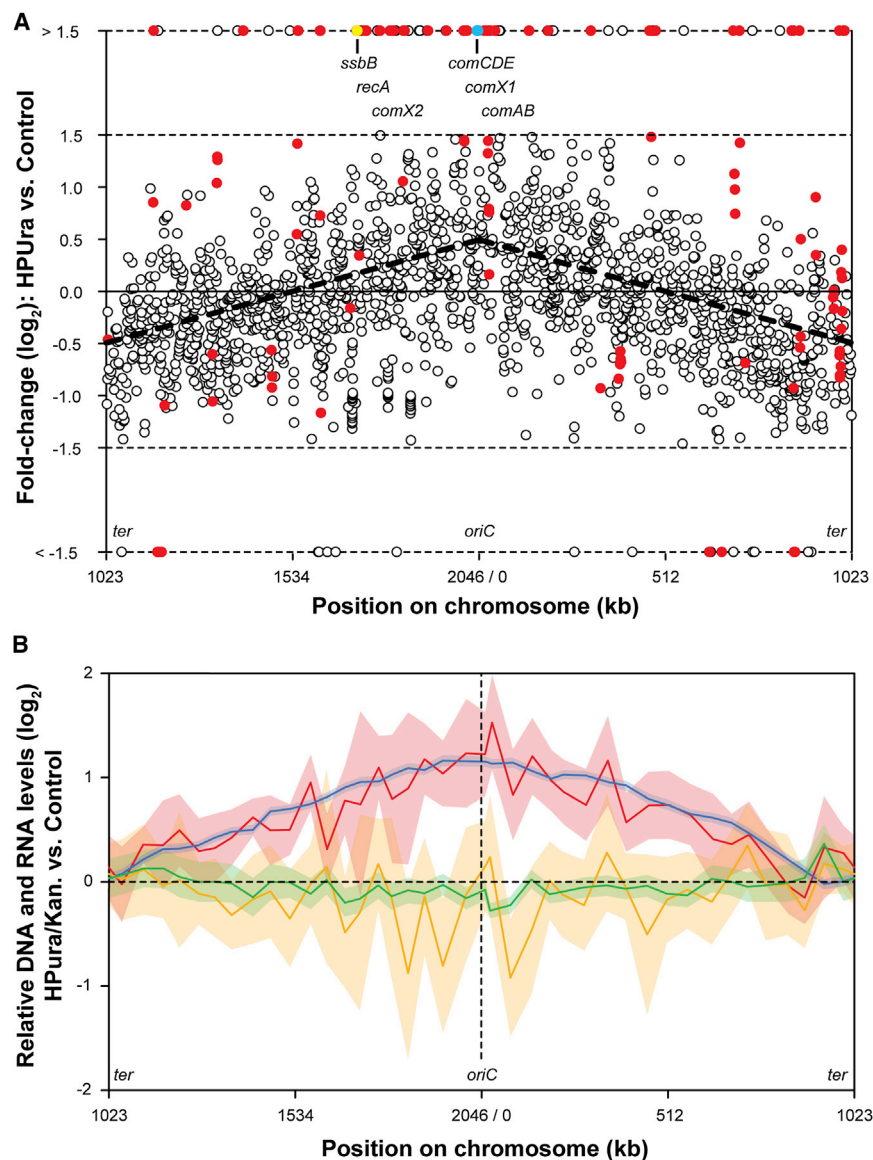 A
Fold-change (log2): HPUra vs. Control
> 1.5
ssbB
recA
comX2
comCDE
comX1
comAB
1.5
1.0
0.5
0.0
-0.5
-1.0
-1.5
< -1.5
ter
oriC
ter
1023
1534
2046 / 0
512
1023
Position on chromosome (kb)
B
Relative DNA and RNA levels (log2)
HPura/Kan. vs. Control
2
1
0
-1
-2
ter
oriC
ter
1023
1534
2046 / 0
512
1023
Position on chromosome (kb)